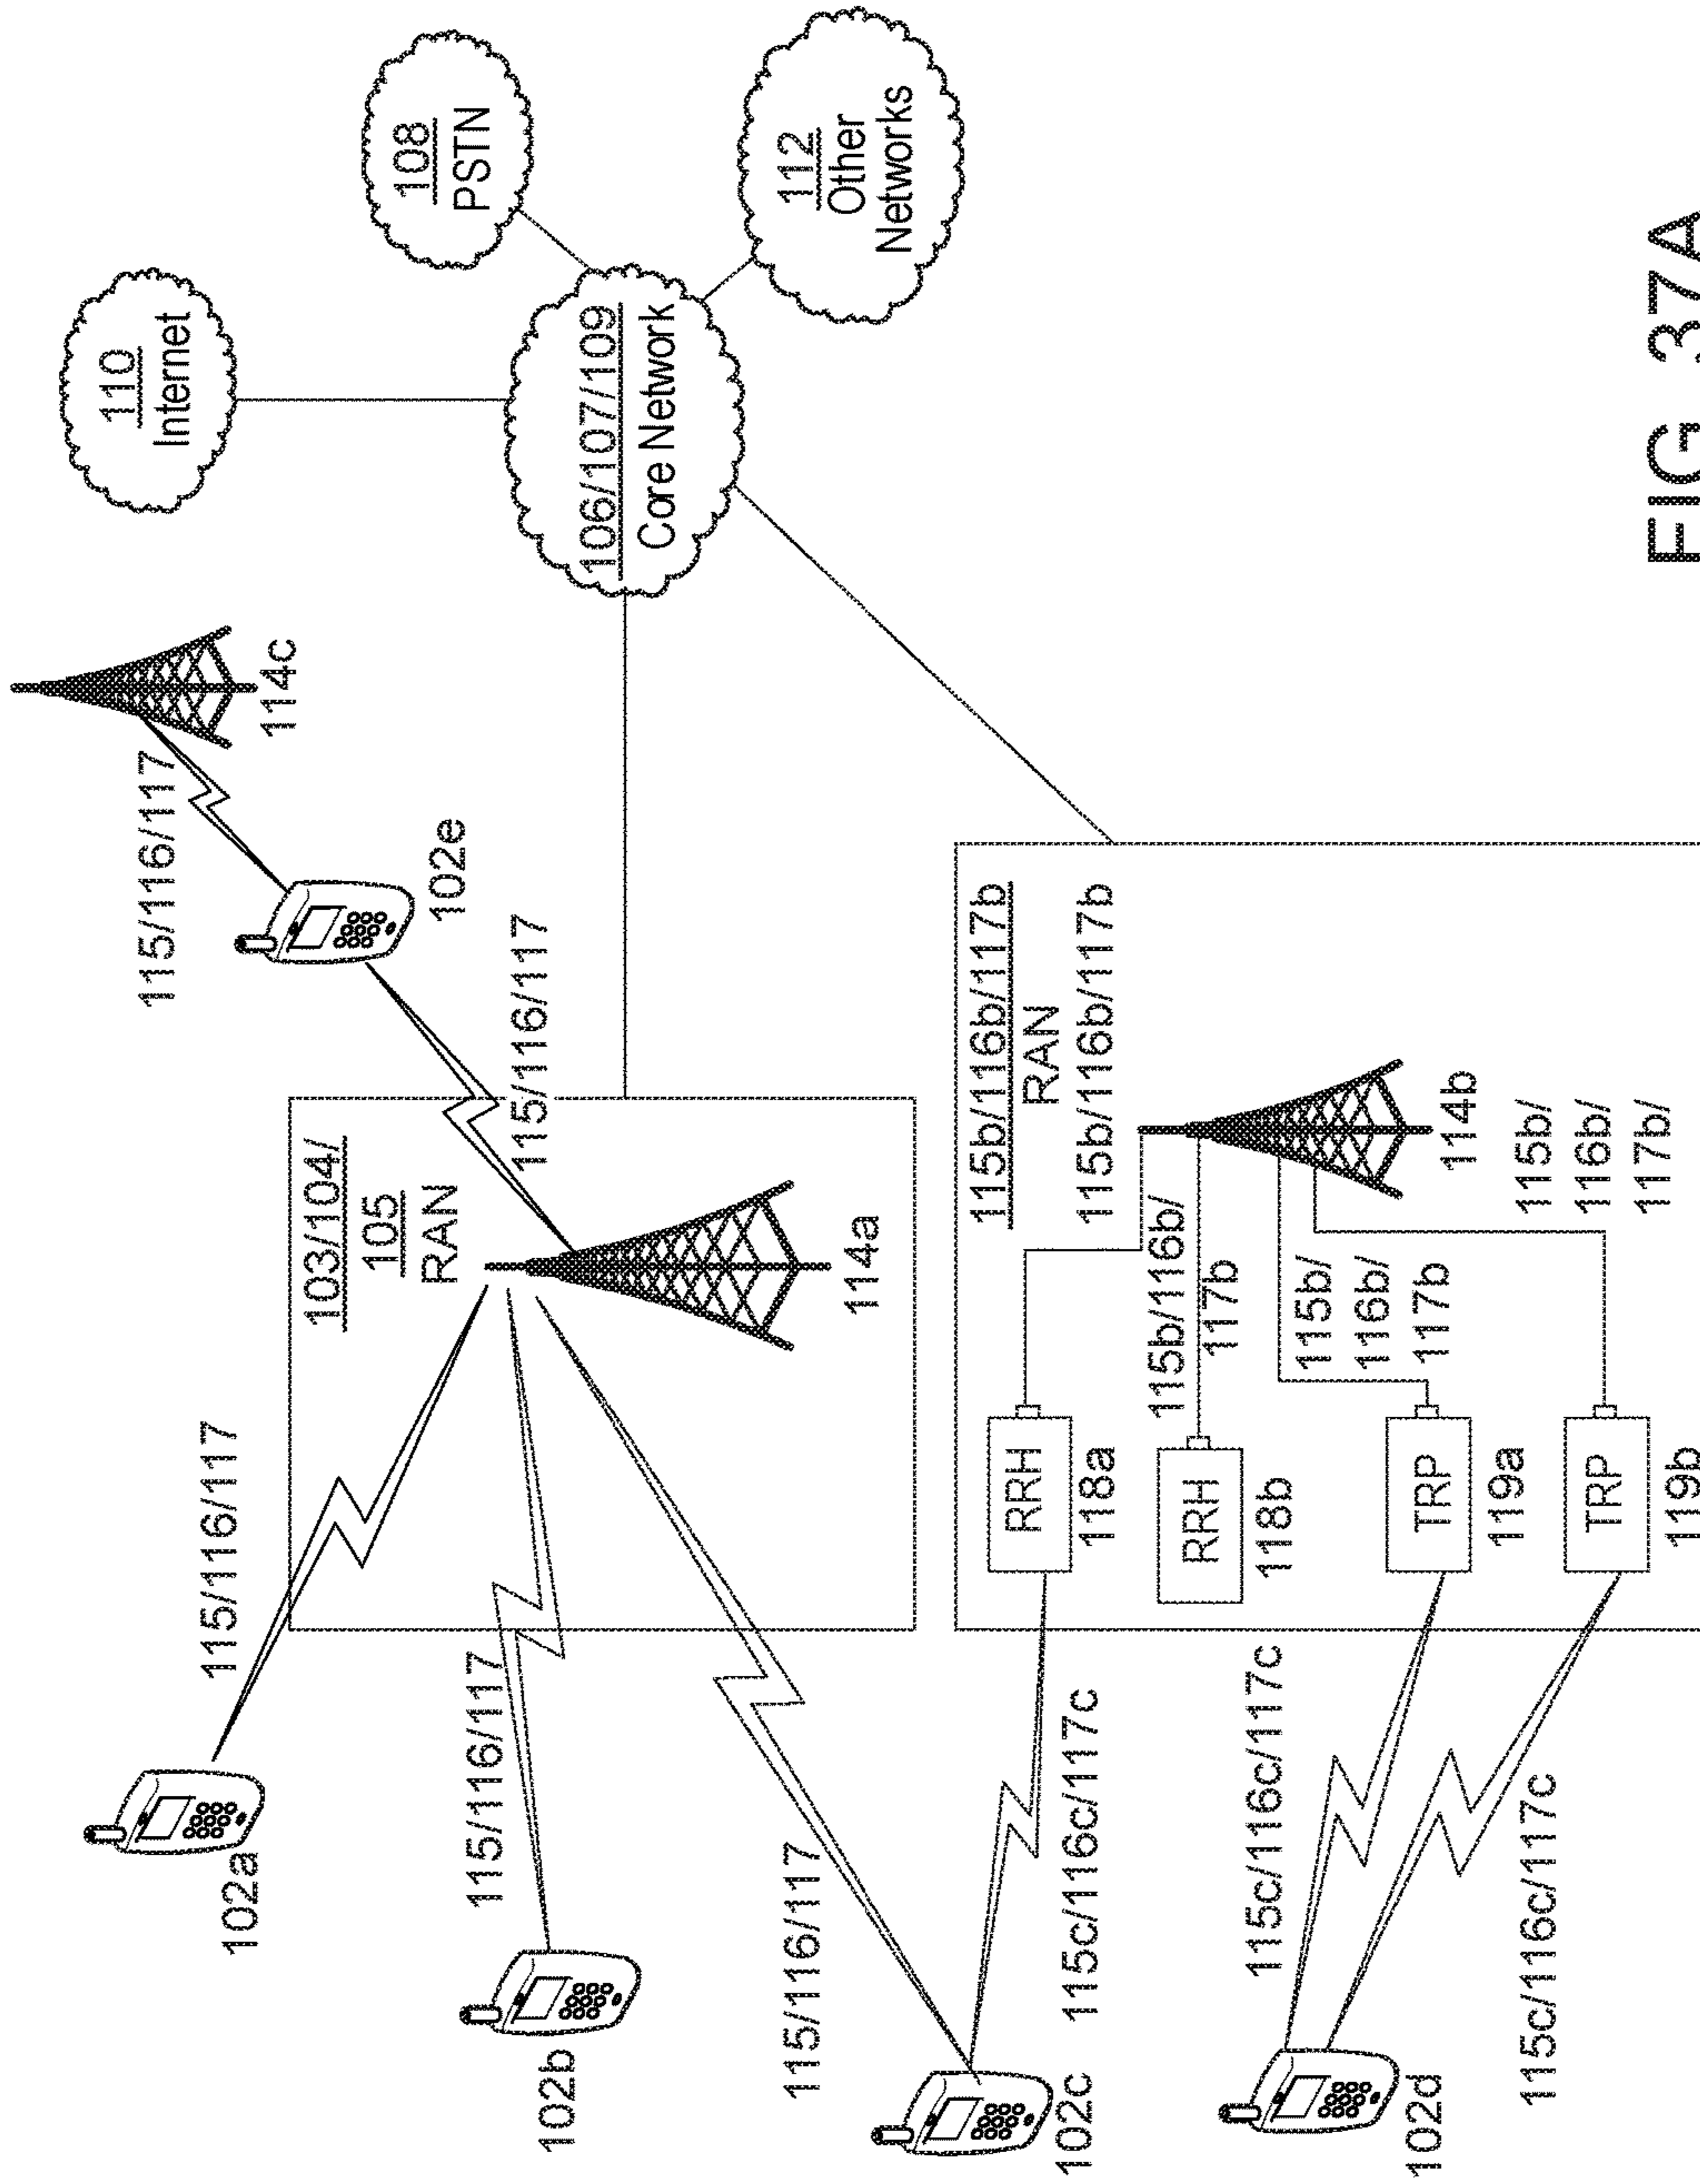 115/116/117
114c
110
Internet
102a
115/116/117
102e
108
PSTN
103/104/
105
RAN
115/116/117
106/107/109
Core Network
102b
115/116/117
114a
112
Other
Networks
115/116/117
102c
115c/116c/117c
RRH
118a
115b/116b/117b
RAN
115b/116b/117b
115b/116b/
117b
RRH
118b
115c/116c/117c
115b/
116b/
117b
114b
TRP
119a
102d
115c/116c/117c
TRP
119b
115b/
116b/
117b/
FIG 37A